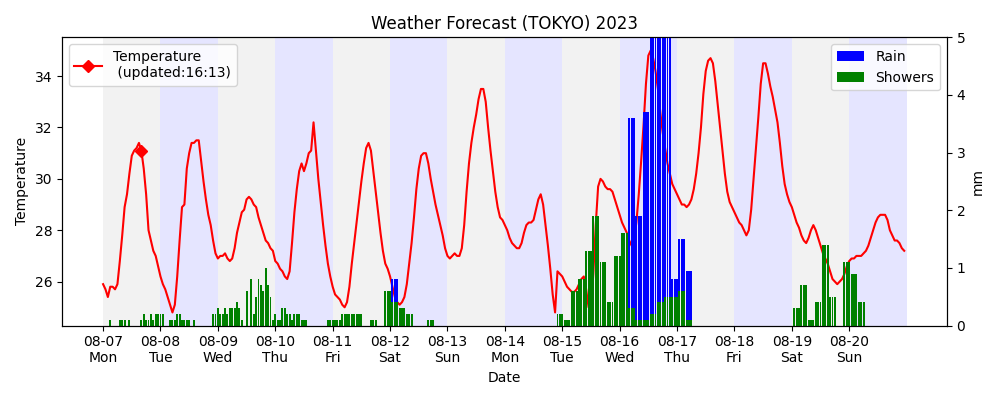 Weather Forecast (TOKYO) 2023
Temperature
(updated:16:13)
Rain
Showers
Temperature
34
32
30
28
26
5
4
3
2
1
0
mm
08-07 08-08 08-09 08-10 08-11 08-12 08-13 08-14 08-15 08-16 08-17 08-18 08-19 08-20
Mon Tue Wed Thu Fri Sat Sun Mon Tue Wed Thu Fri Sat Sun
Date